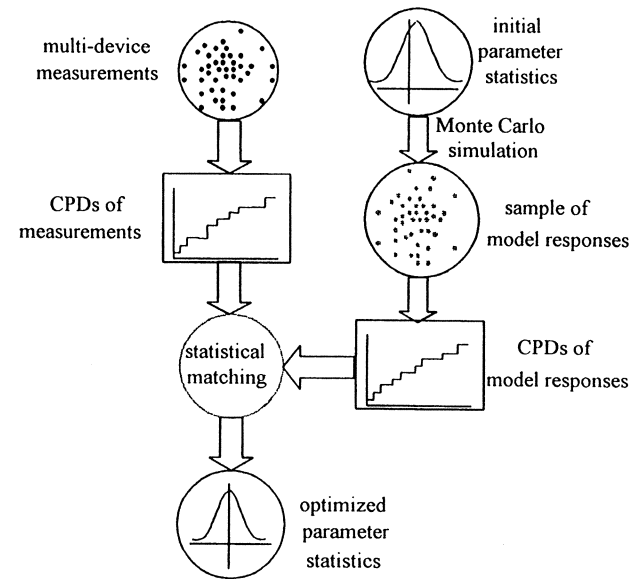 multi-device
measurements
initial
parameter
statistics
Monte Carlo
simulation
CPDs of
measurements
sample of
model responses
statistical
matching
CPDs of
model responses
optimized
parameter
statistics